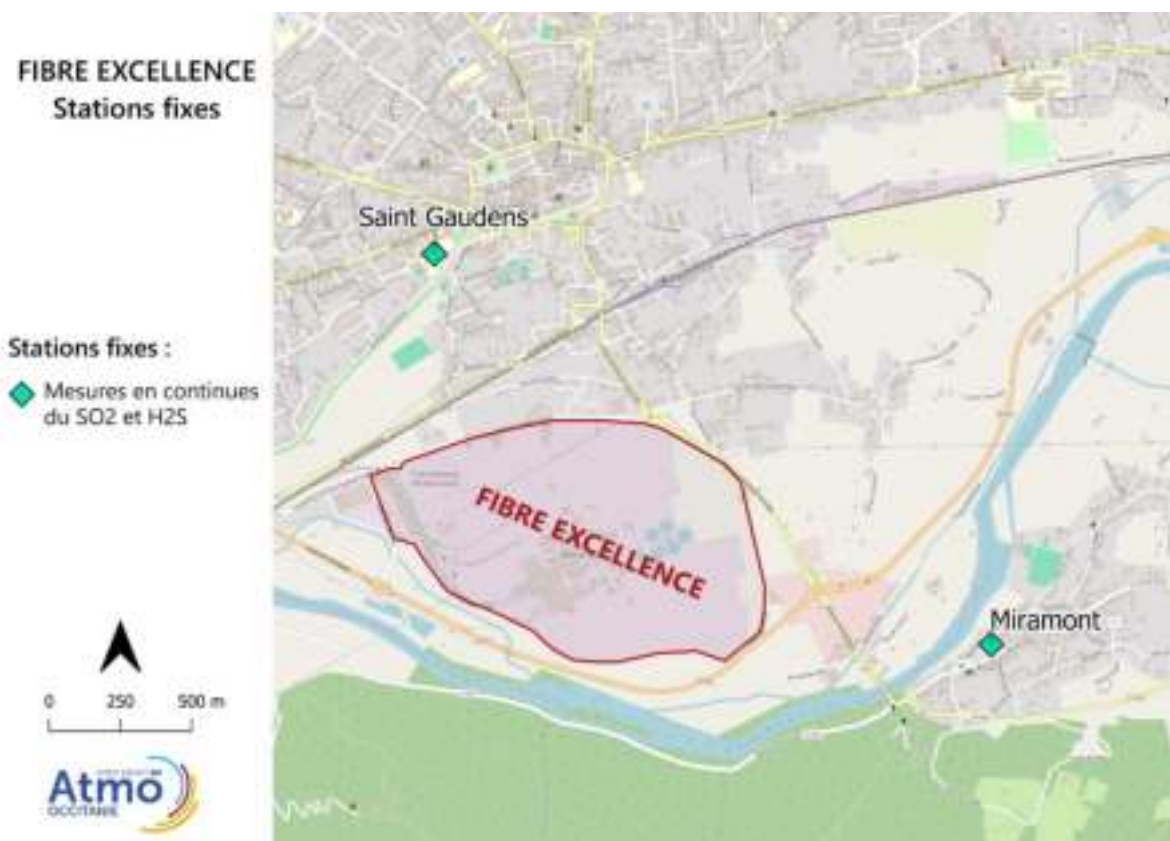 FIBRE EXCELLENCE
Stations fixes
Saint Gaudens
Stations fixes :
Mesures en continues
du SO2 et H2S
FIBRE EXCELLENCE
Miramont
0 250 500 m
Atmo
OCCITANIE